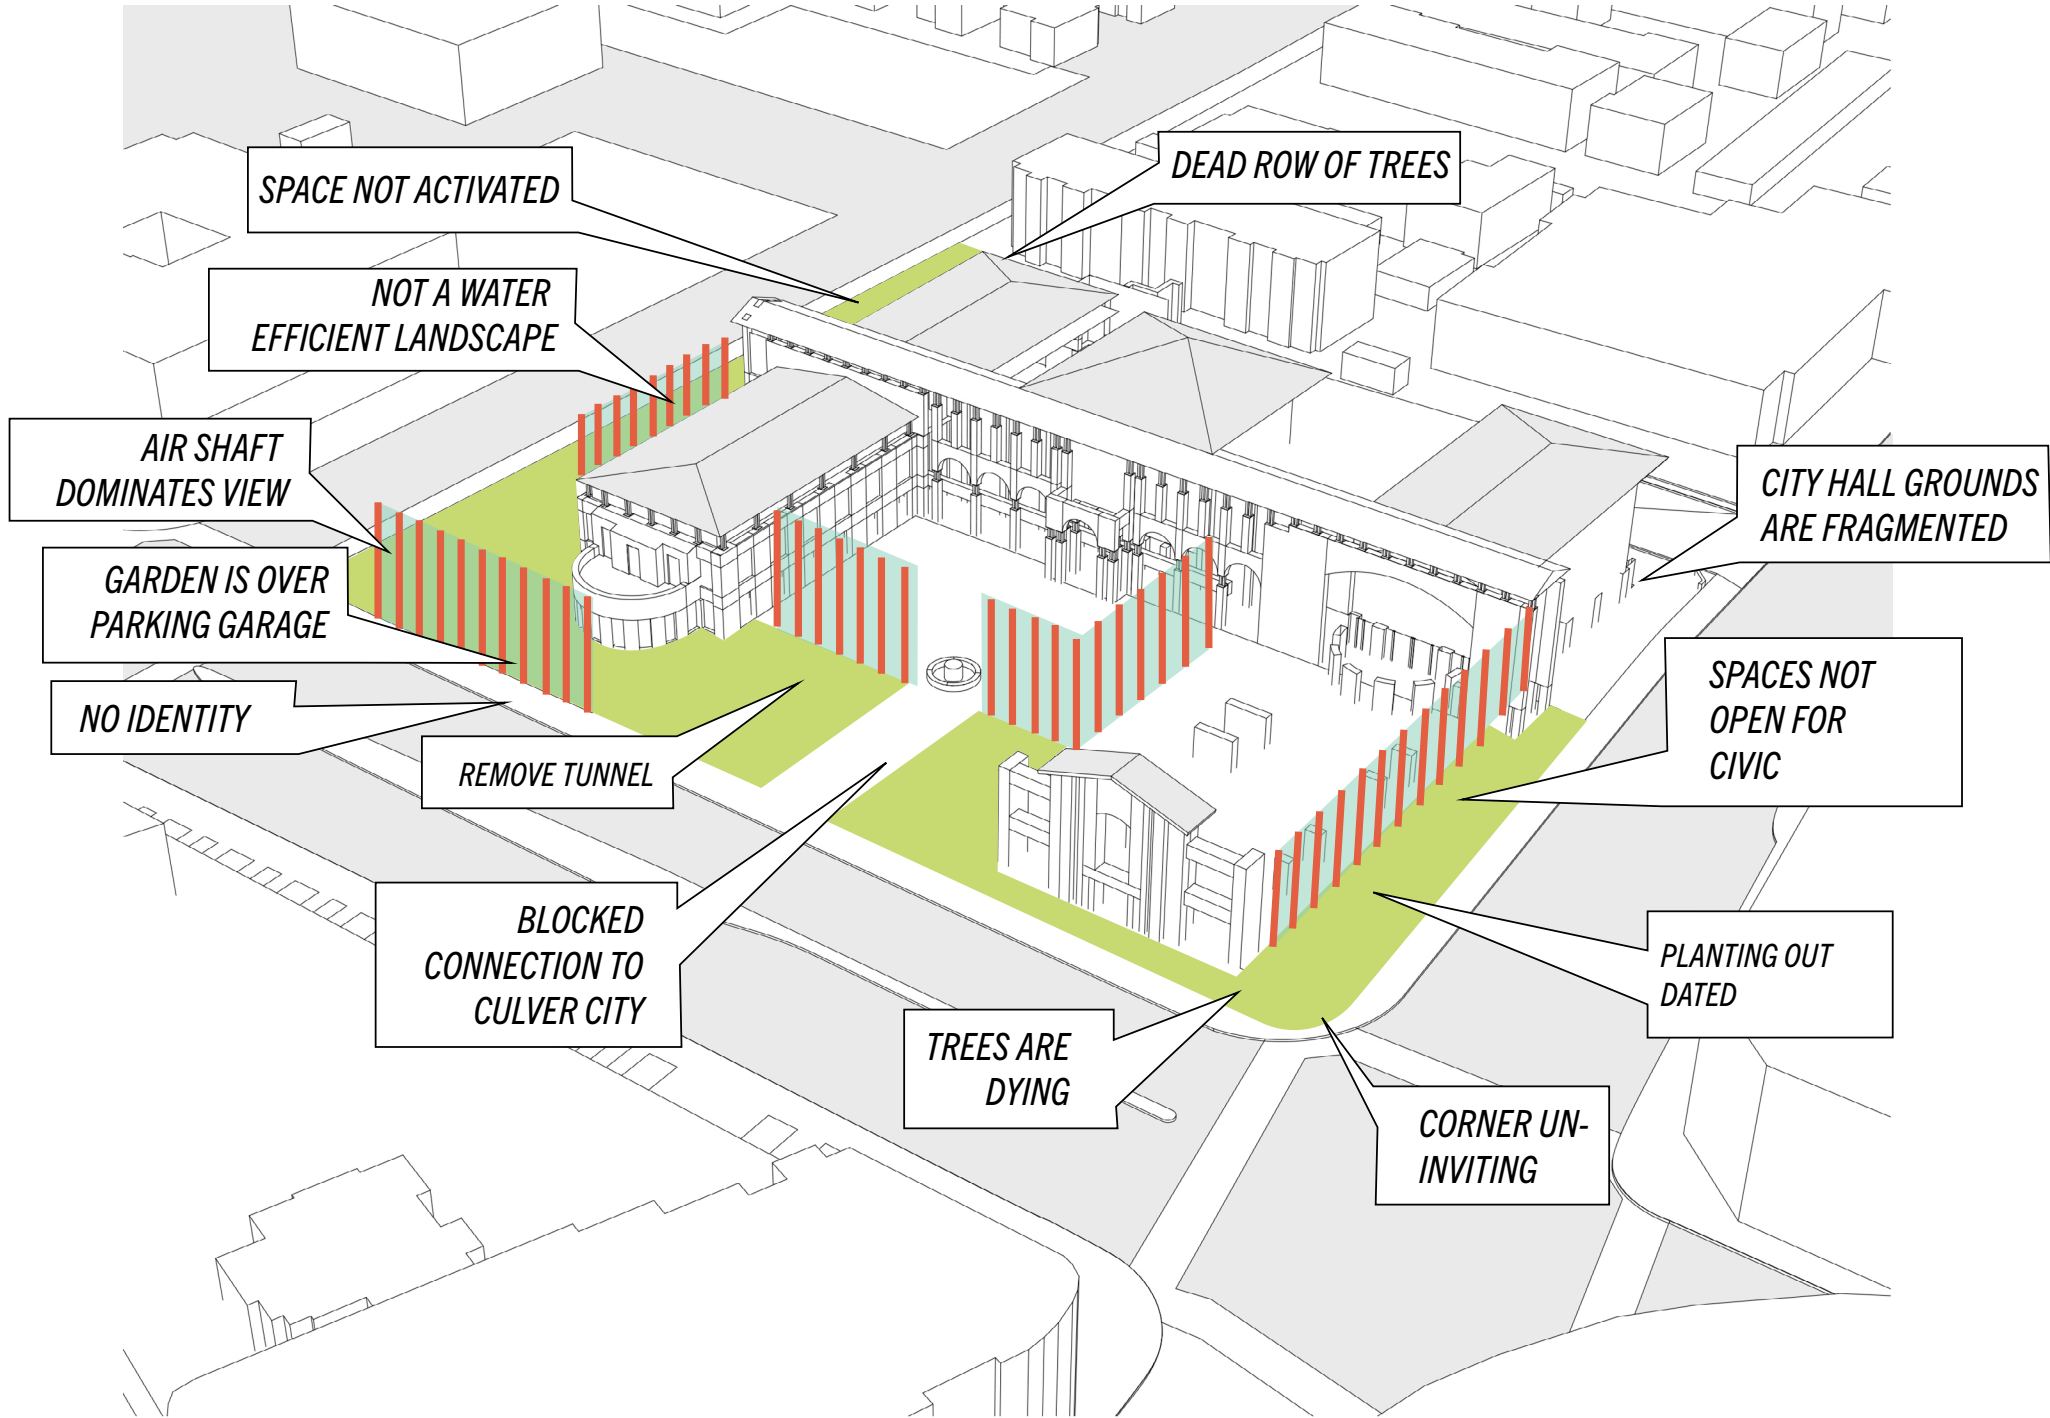 DEAD ROW OF TREES
SPACE NOT ACTIVATED
NOT A WATER
EFFICIENT LANDSCAPE
AIR SHAFT
DOMINATES VIEW
CITY HALL GROUNDS
ARE FRAGMENTED
GARDEN IS OVER
PARKING GARAGE
NO IDENTITY
REMOVE TUNNEL
SPACES NOT
OPEN FOR
CIVIC
BLOCKED
CONNECTION TO
CULVER CITY
PLANTING OUT
DATED
TREES ARE
DYING
CORNER UN-
INVITING